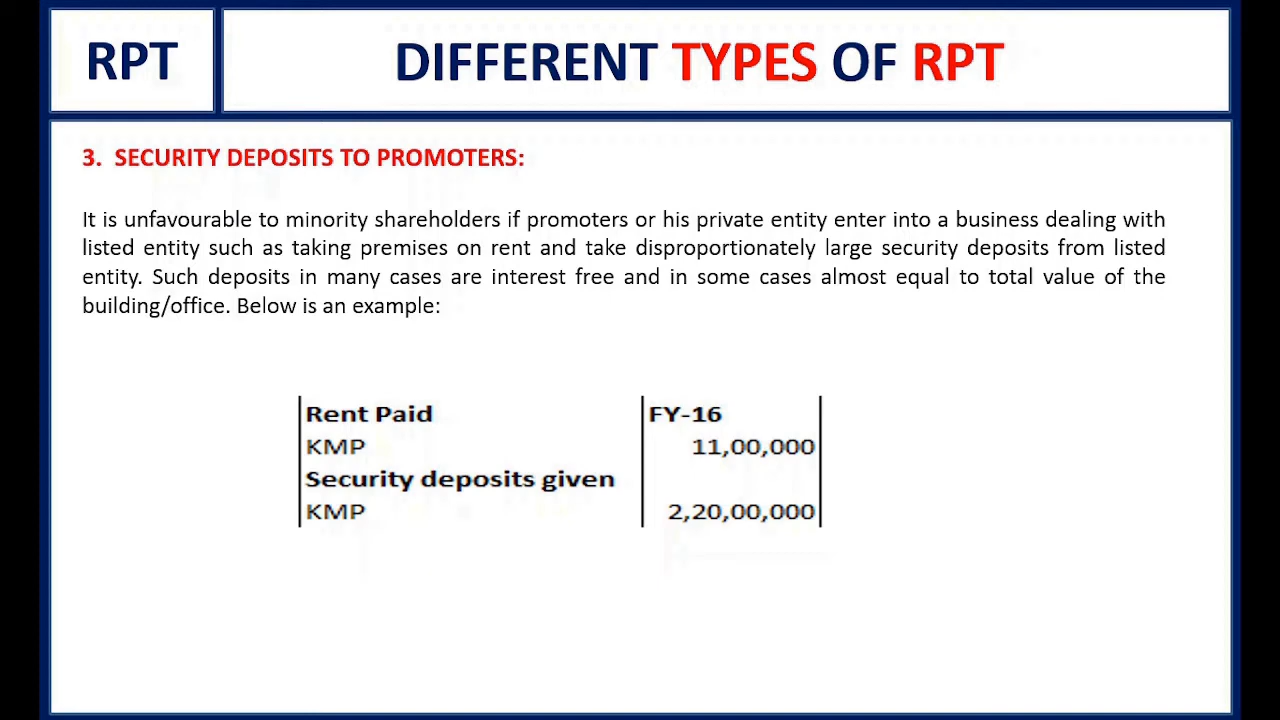 RPT
DIFFERENT TYPES OF RPT
3. SECURITY DEPOSITS TO PROMOTERS:
It is unfavourable to minority shareholders if promoters or his private entity enter into a business dealing with
listed entity such as taking premises on rent and take disproportionately large security deposits from listed
entity. Such deposits in many cases are interest free and in some cases almost equal to total value of the
building/office. Below is an example:
Rent Paid FY-16
KMP 11,00,000
Security deposits given
KMP 2,20,00,000